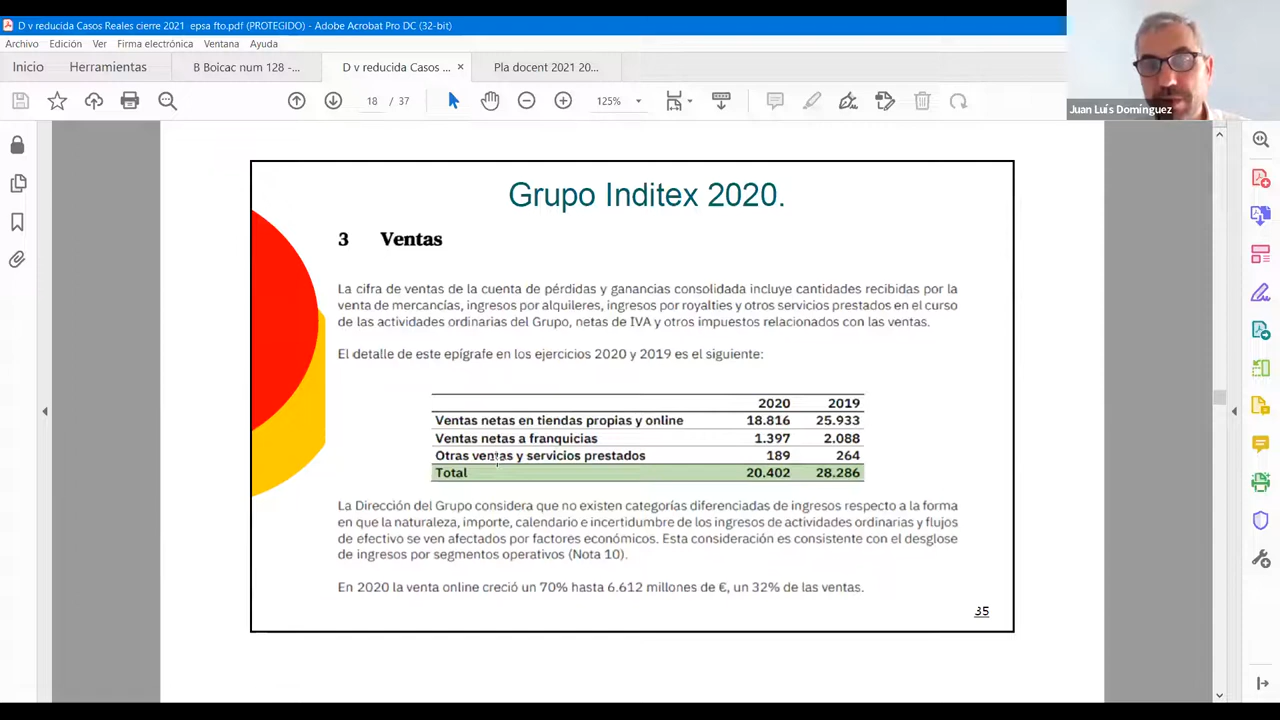 D v reducida Casos Reales cierre 2021 epsa fto.pdf (PROTEGIDO) - Adobe Acrobat Pro DC (32-bit)
Archivo Edición Ver Firma electrónica Ventana Ayuda
Inicio Herramientas B Boicac num 128 -... D v reducida Casos ... × Pla docent 2021 20...
18 / 37 125%
Juan Luís Domínguez
Grupo Inditex 2020.
3 Ventas
La cifra de ventas de la cuenta de pérdidas y ganancias consolidada incluye cantidades recibidas por la
venta de mercancías, ingresos por alquileres, ingresos por royalties y otros servicios prestados en el curso
de las actividades ordinarias del Grupo, netas de IVA y otros impuestos relacionados con las ventas.
El detalle de este epígrafe en los ejercicios 2020 y 2019 es el siguiente:
2020 2019
Ventas netas en tiendas propias y online 18.816 25.933
Ventas netas a franquicias 1.397 2.088
Otras ventas y servicios prestados 189 264
Total 20.402 28.286
La Dirección del Grupo considera que no existen categorías diferenciadas de ingresos respecto a la forma
en que la naturaleza, importe, calendario e incertidumbre de los ingresos de actividades ordinarias y flujos
de efectivo se ven afectados por factores económicos. Esta consideración es consistente con el desglose
de ingresos por segmentos operativos (Nota 10).
En 2020 la venta online creció un 70% hasta 6.612 millones de €, un 32% de las ventas.
35